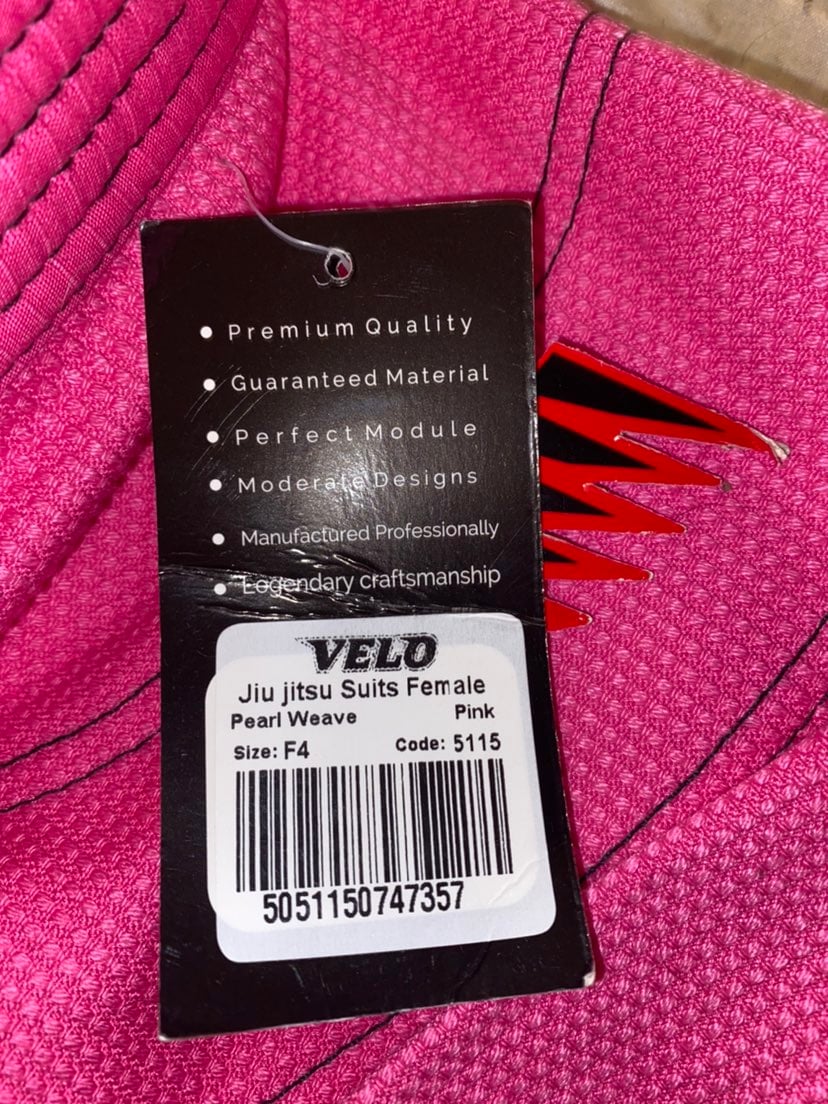 Premium Quality
Guaranteed Material
Perfect Module
Moderate Designs
Manufactured Professionally
Legendary craftsmanship
VELO
Jiu jitsu Suits Female
Pearl Weave Pink
Size: F4 Code: 5115
5051150747357